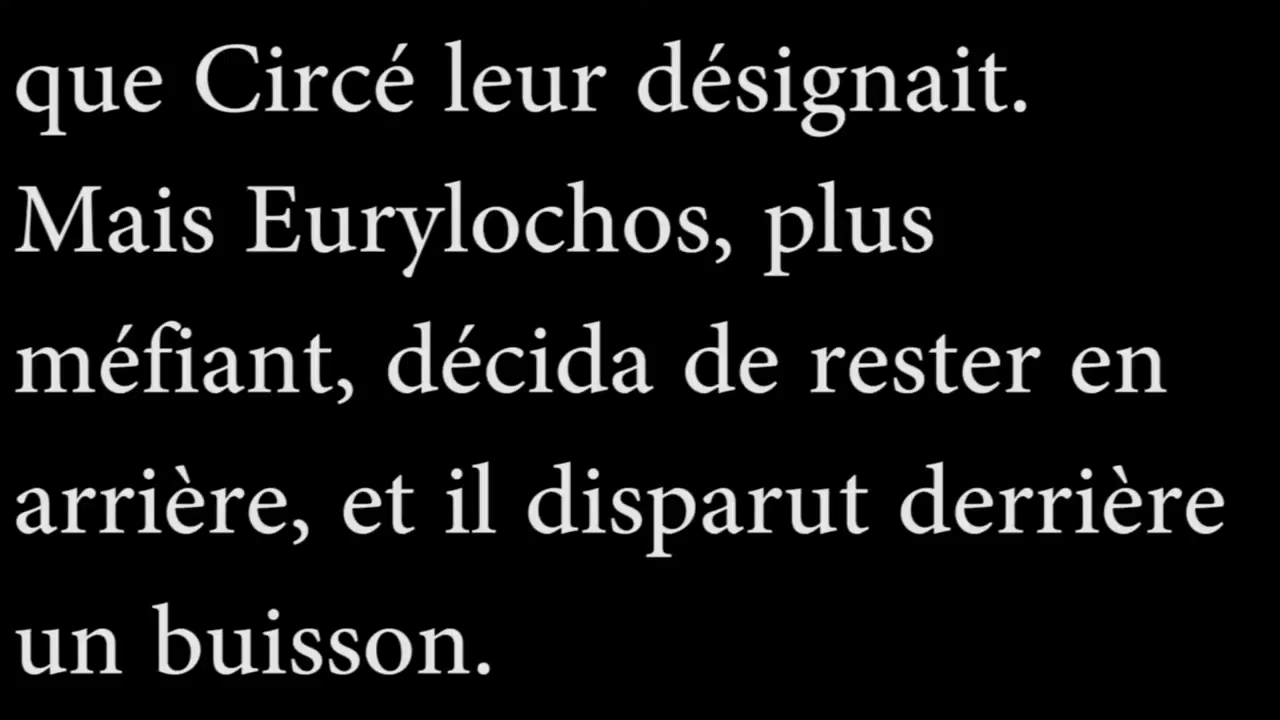 que Circé leur désignait.
Mais Eurylochos, plus
méfiant, décida de rester en
arrière, et il disparut derrière
un buisson.